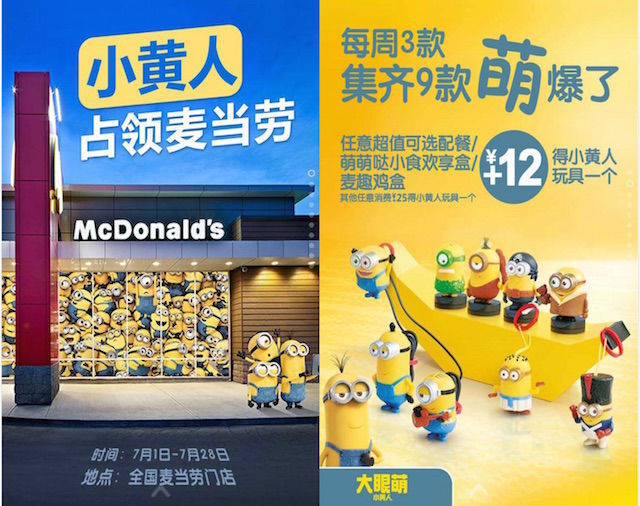 小黄人
占领麦当劳
McDonald's
时间：7月1日-7月28日
地点：全国麦当劳门店
每周3款
集齐9款萌爆了
任意超值可选配餐/
萌萌哒小食欢享盒/
麦趣鸡盒
其他任意消费¥25得小黄人玩具一个
¥+12
得小黄人
玩具一个
大眼萌
小黄人